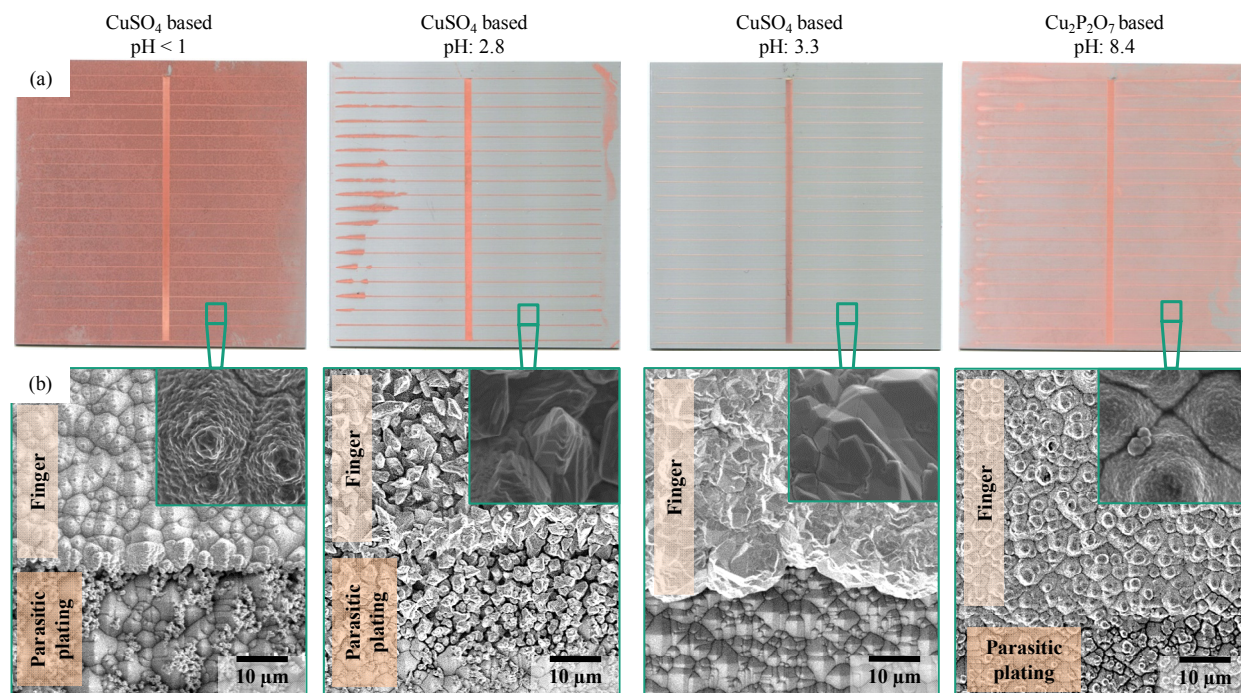 CuSO₄ based
pH < 1
CuSO₄ based
pH: 2.8
CuSO₄ based
pH: 3.3
Cu₂P₂O₇ based
pH: 8.4
(a)
(b)
Finger
Parasitic
plating
10 µm
Finger
Parasitic
plating
10 µm
Finger
10 µm
Finger
Parasitic
plating
10 µm